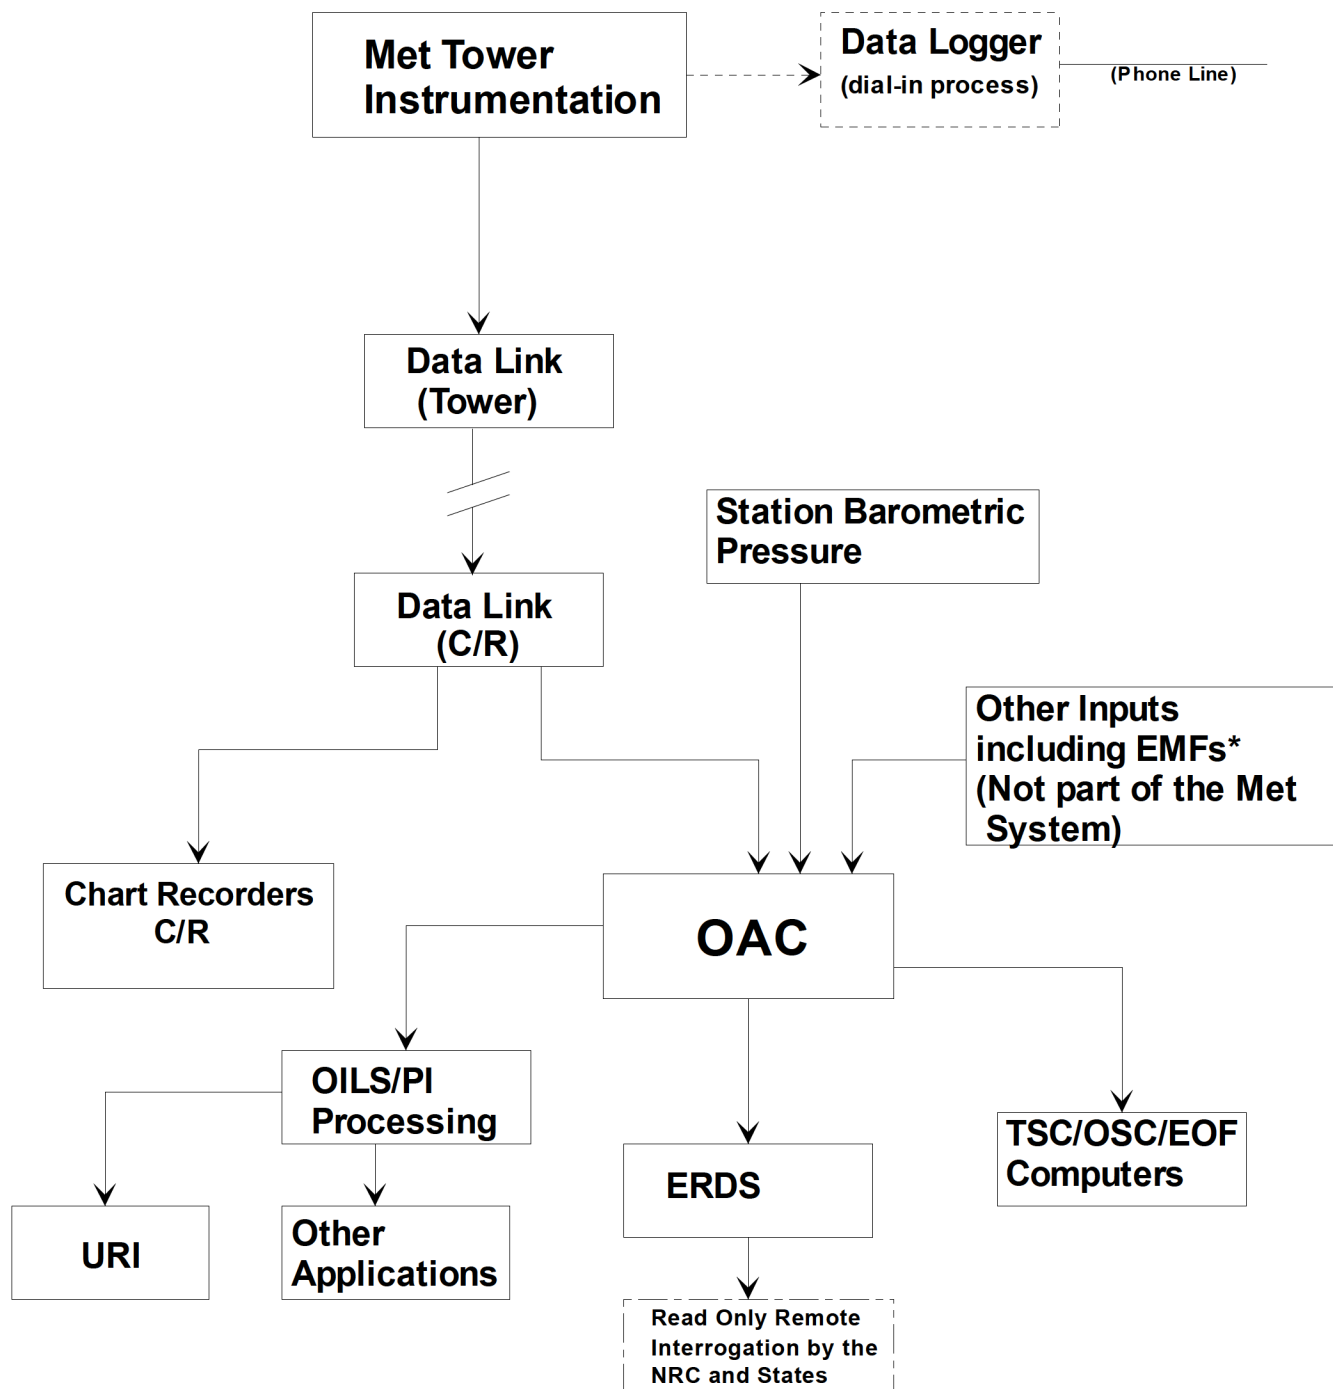 Met Tower
Instrumentation
Data Logger
(dial-in process)
(Phone Line)
Data Link
(Tower)
Station Barometric
Pressure
Data Link
(C/R)
Other Inputs
including EMFs*
(Not part of the Met
System)
Chart Recorders
C/R
OAC
OILS/PI
Processing
TSC/OSC/EOF
Computers
ERDS
URI
Other
Applications
Read Only Remote
Interrogation by the
NRC and States